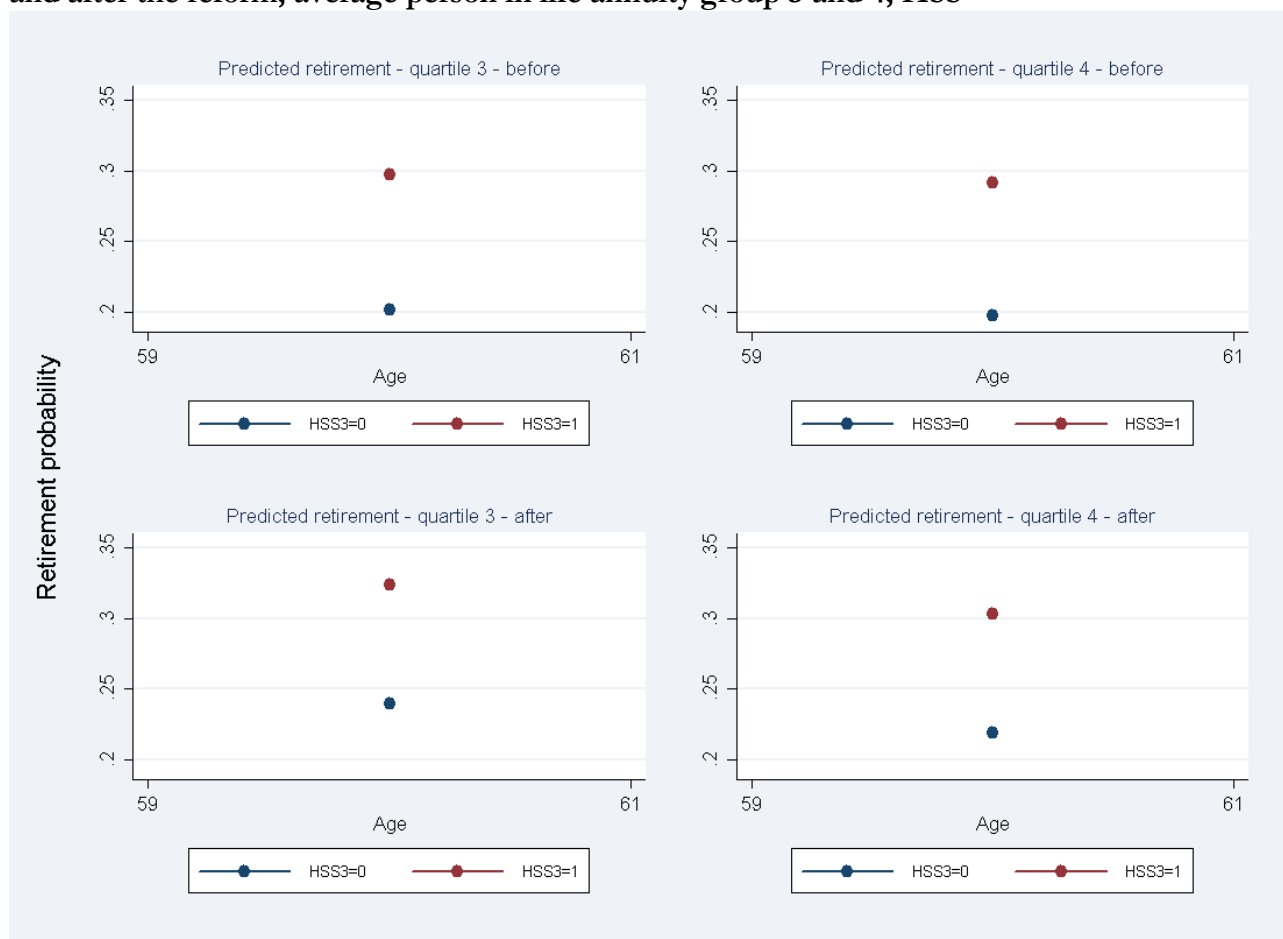 and after the reform, average person in the annuity group 3 and 4, HSS
Predicted retirement - quartile 3 - before
.35
.3
.25
.2
59
61
Age
HSS3=0
HSS3=1
Predicted retirement - quartile 4 - before
.35
.3
.25
.2
59
61
Age
HSS3=0
HSS3=1
Retirement probability
Predicted retirement - quartile 3 - after
.35
.3
.25
.2
59
61
Age
HSS3=0
HSS3=1
Predicted retirement - quartile 4 - after
.35
.3
.25
.2
59
61
Age
HSS3=0
HSS3=1